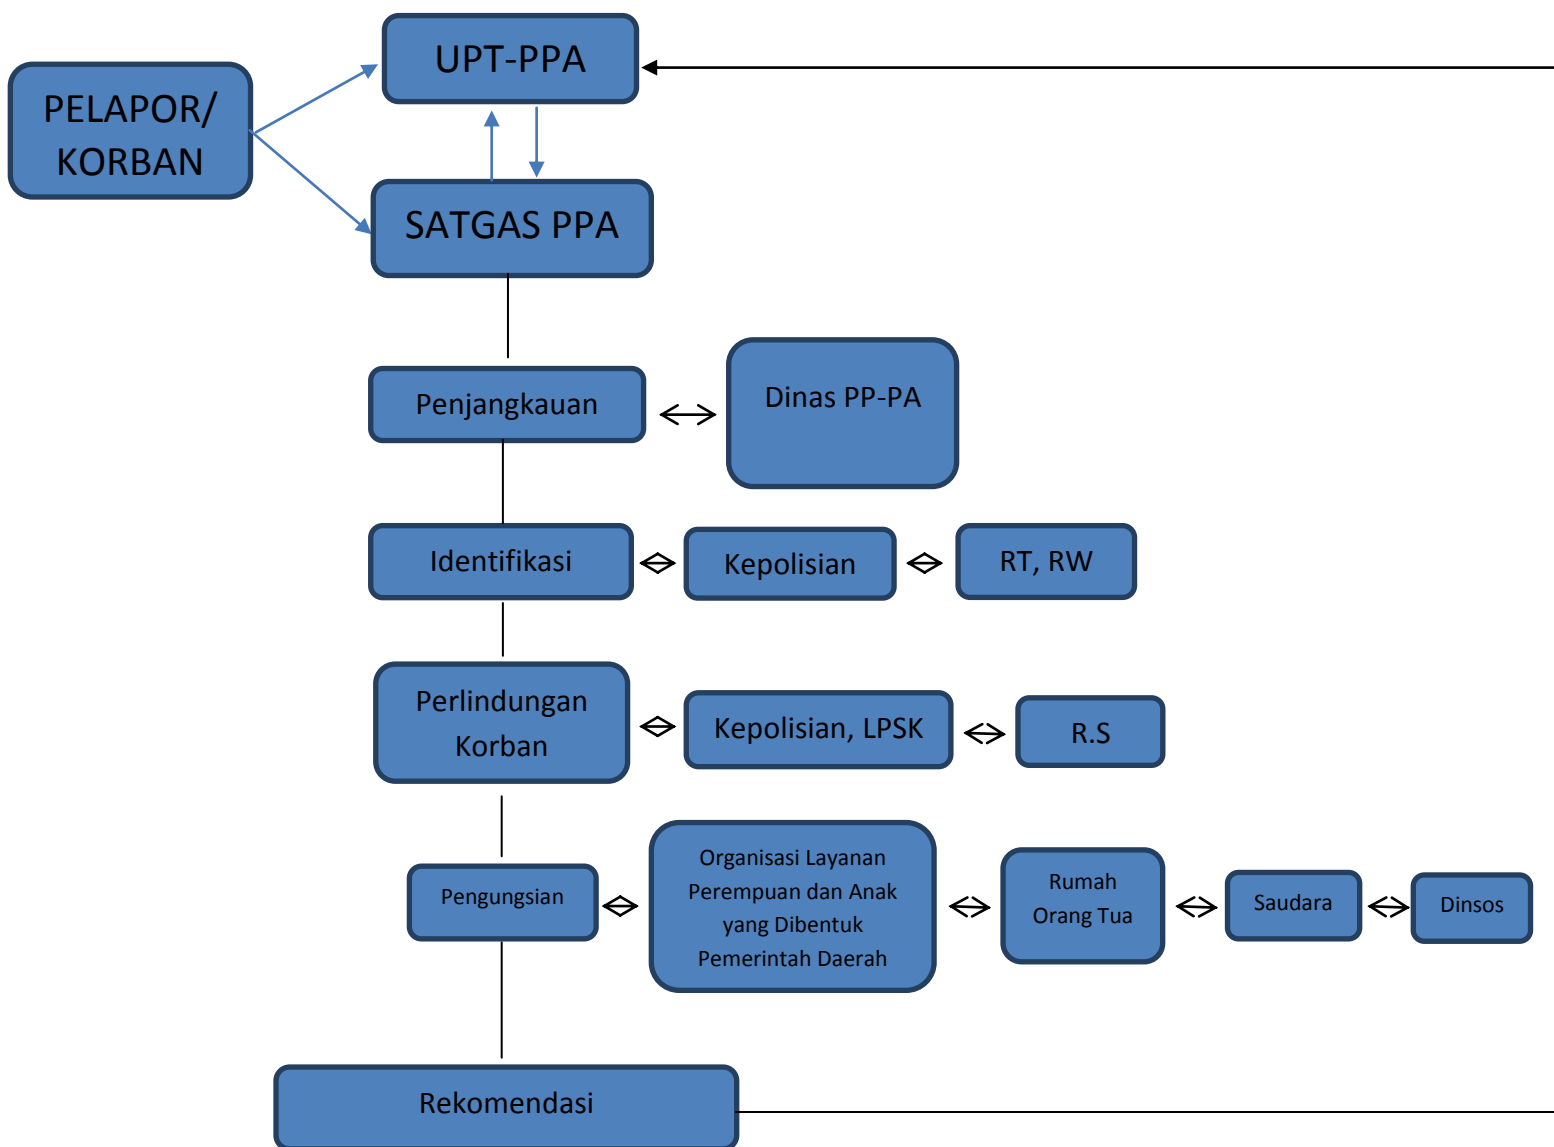 UPT-PPA
PELAPOR/
KORBAN
SATGAS PPA
Penjangkauan
Dinas PP-PA
Identifikasi
Kepolisian
RT, RW
Perlindungan
Korban
Kepolisian, LPSK
R.S
Pengungsian
Organisasi Layanan
Perempuan dan Anak
yang Dibentuk
Pemerintah Daerah
Rumah
Orang Tua
Saudara
Dinsos
Rekomendasi